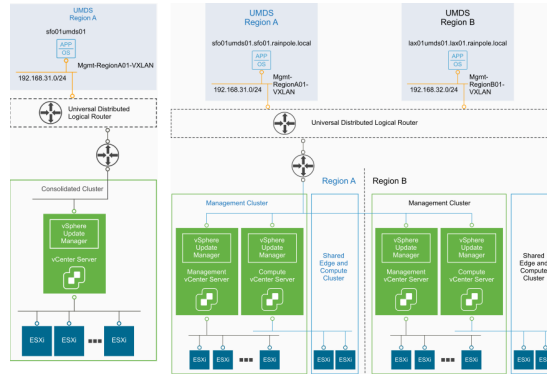 UMDS
Region A
sfo01umds01
APP
OS
Mgmt-RegionA01-VXLAN
192.168.31.0/24
Universal Distributed
Logical Router
Consolidated Cluster
vSphere
Update
Manager
vCenter Server
ESXi
ESXi
ESXi
UMDS
Region A
sfo01umds01.sfo01.rainpole.local
APP
OS
Mgmt-
RegionA01-
VXLAN
192.168.31.0/24
UMDS
Region B
lax01umds01.lax01.rainpole.local
APP
OS
Mgmt-
RegionB01-
VXLAN
192.168.32.0/24
Universal Distributed Logical Router
Region A
Region B
Management Cluster
vSphere
Update
Manager
Management
vCenter Server
vSphere
Update
Manager
Compute
vCenter Server
Shared
Edge and
Compute
Cluster
ESXi
ESXi
ESXi
ESXi
ESXi
Management Cluster
vSphere
Update
Manager
Management
vCenter Server
vSphere
Update
Manager
Compute
vCenter Server
Shared
Edge and
Compute
Cluster
ESXi
ESXi
ESXi
ESXi